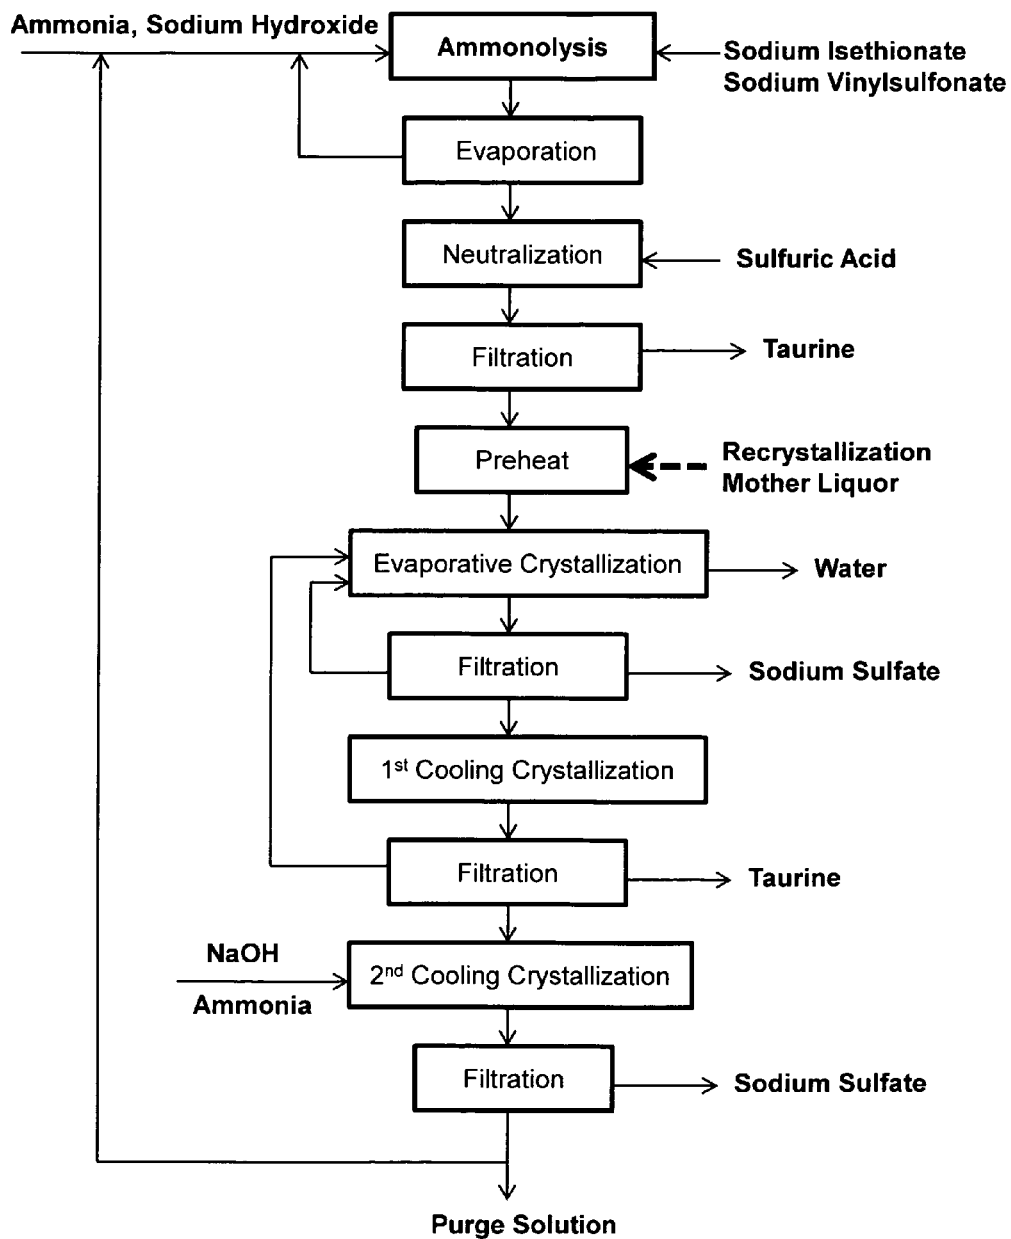 Ammonia, Sodium Hydroxide
Ammonolysis
Sodium Isethionate
Sodium Vinylsulfonate
Evaporation
Neutralization
Sulfuric Acid
Filtration
Taurine
Preheat
Recrystallization
Mother Liquor
Evaporative Crystallization
Water
Filtration
Sodium Sulfate
1st Cooling Crystallization
Filtration
Taurine
NaOH
Ammonia
2nd Cooling Crystallization
Filtration
Sodium Sulfate
Purge Solution